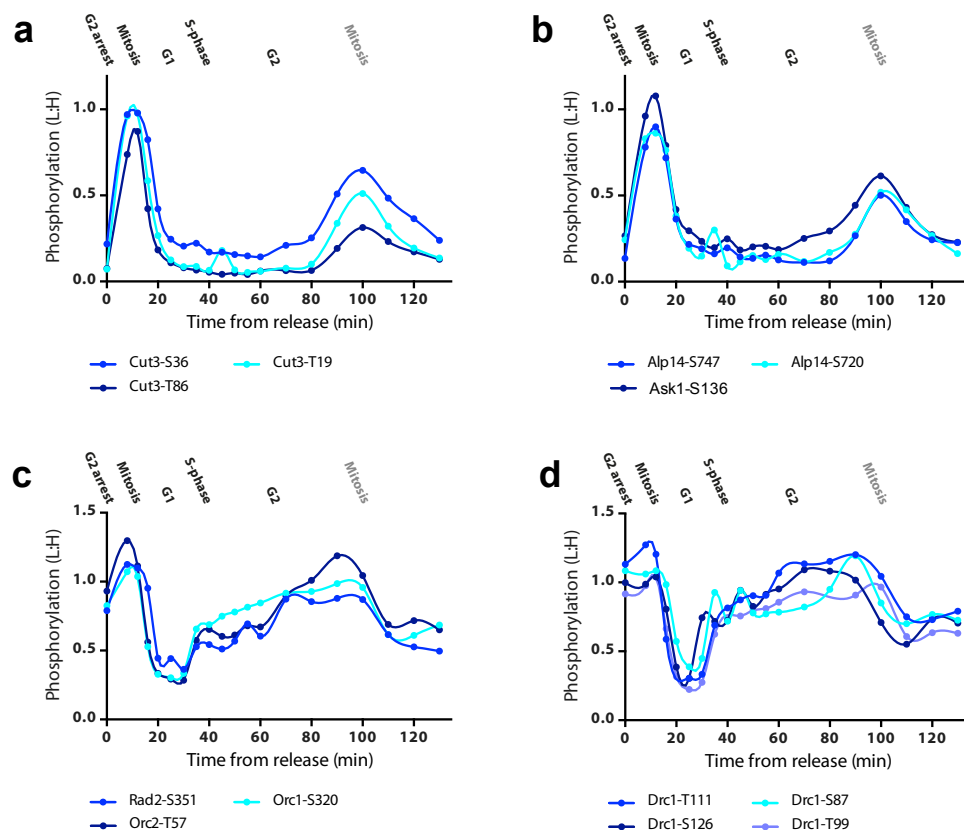 a
G2 arrest Mitosis G1 S-phase G2 Mitosis
Phosphorylation (L:H)
1.0
0.5
0.0
0 20 40 60 80 100 120
Time from release (min)
Cut3-S36 Cut3-T19
Cut3-T86
b
G2 arrest Mitosis G1 S-phase G2 Mitosis
Phosphorylation (L:H)
1.0
0.5
0.0
0 20 40 60 80 100 120
Time from release (min)
Alp14-S747 Alp14-S720
Ask1-S136
c
G2 arrest Mitosis G1 S-phase G2 Mitosis
Phosphorylation (L:H)
1.5
1.0
0.5
0.0
0 20 40 60 80 100 120
Time from release (min)
Rad2-S351 Orc1-S320
Orc2-T57
d
G2 arrest Mitosis G1 S-phase G2 Mitosis
Phosphorylation (L:H)
1.5
1.0
0.5
0.0
0 20 40 60 80 100 120
Time from release (min)
Drc1-T111 Drc1-S87
Drc1-S126 Drc1-T99